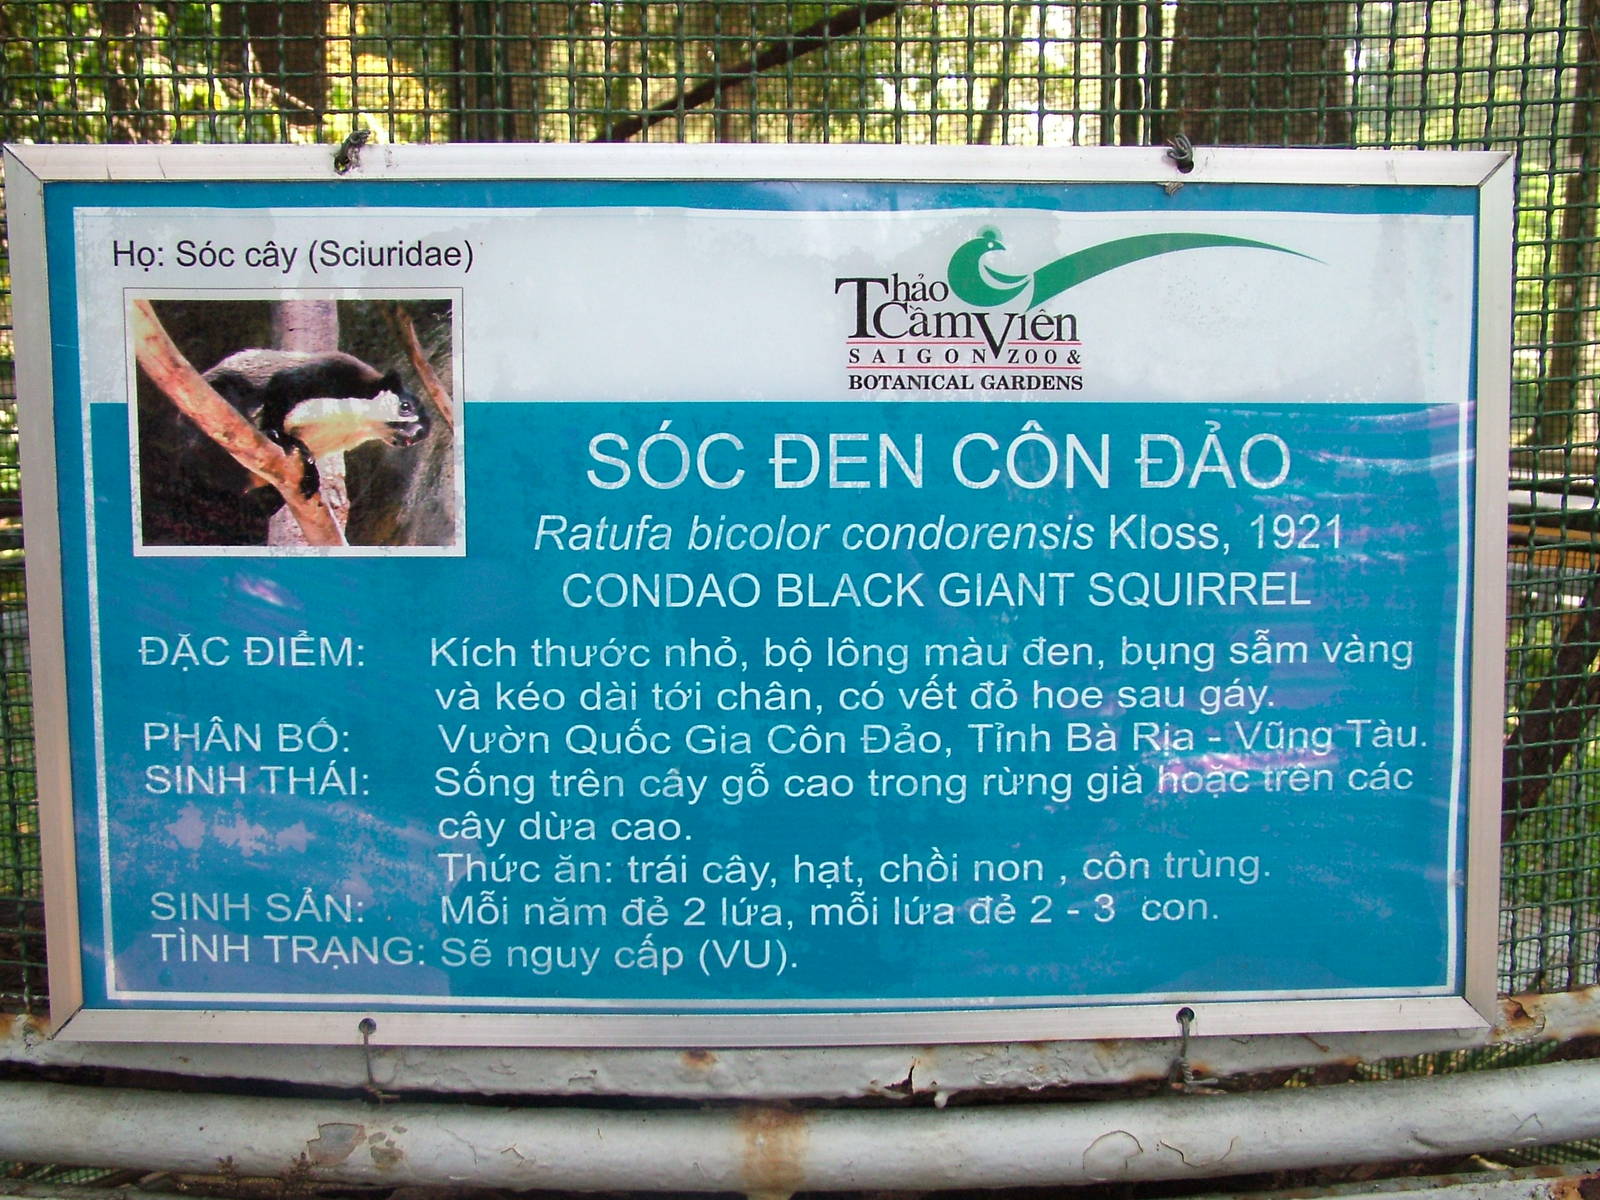 Họ: Sóc cây (Sciuridae)
Thảo
Cầm Viên
SAIGON ZOO &
BOTANICAL GARDENS
SÓC ĐEN CÔN ĐẢO
Ratufa bicolor condorensis Kloss, 1921
CONDAO BLACK GIANT SQUIRREL
ĐẶC ĐIỂM: Kích thước nhỏ, bộ lông màu đen, bụng sẫm vàng
và kéo dài tới chân, có vết đỏ hoe sau gáy.
PHÂN BỐ: Vườn Quốc Gia Côn Đảo, Tỉnh Bà Rịa - Vũng Tàu.
SINH THÁI: Sống trên cây gỗ cao trong rừng già hoặc trên các
cây dừa cao.
Thức ăn: trái cây, hạt, chồi non , côn trùng.
SINH SẢN: Mỗi năm đẻ 2 lứa, mỗi lứa đẻ 2 - 3 con.
TÌNH TRẠNG: Sẽ nguy cấp (VU).